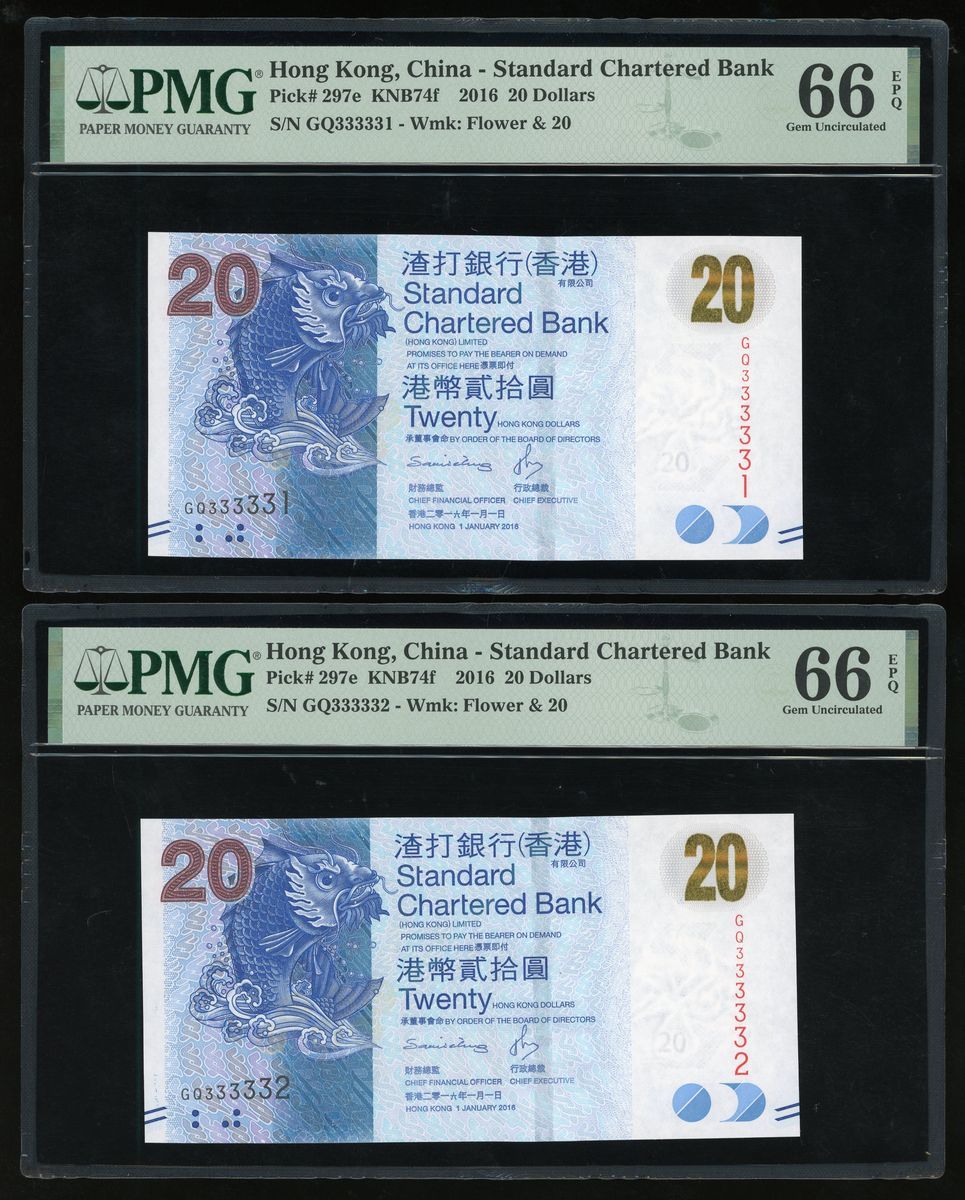 PMG®
PAPER MONEY GUARANTY
Hong Kong, China - Standard Chartered Bank
Pick# 297e KNB74f 2016 20 Dollars
S/N GQ333331 - Wmk: Flower & 20
66 EPQ
Gem Uncirculated
20
渣打銀行(香港)
有限公司
Standard
Chartered Bank
(HONG KONG) LIMITED
PROMISES TO PAY THE BEARER ON DEMAND
AT ITS OFFICE HERE 憑票即付
港幣貳拾圓
Twenty HONG KONG DOLLARS
承董事會命 BY ORDER OF THE BOARD OF DIRECTORS
財務總監 行政總裁
CHIEF FINANCIAL OFFICER CHIEF EXECUTIVE
香港二零一六年一月一日
HONG KONG 1 JANUARY 2016
GQ333331
20
GQ333331
20
PMG®
PAPER MONEY GUARANTY
Hong Kong, China - Standard Chartered Bank
Pick# 297e KNB74f 2016 20 Dollars
S/N GQ333332 - Wmk: Flower & 20
66 EPQ
Gem Uncirculated
20
渣打銀行(香港)
有限公司
Standard
Chartered Bank
(HONG KONG) LIMITED
PROMISES TO PAY THE BEARER ON DEMAND
AT ITS OFFICE HERE 憑票即付
港幣貳拾圓
Twenty HONG KONG DOLLARS
承董事會命 BY ORDER OF THE BOARD OF DIRECTORS
財務總監 行政總裁
CHIEF FINANCIAL OFFICER CHIEF EXECUTIVE
香港二零一六年一月一日
HONG KONG 1 JANUARY 2016
GQ333332
20
GQ333332
20